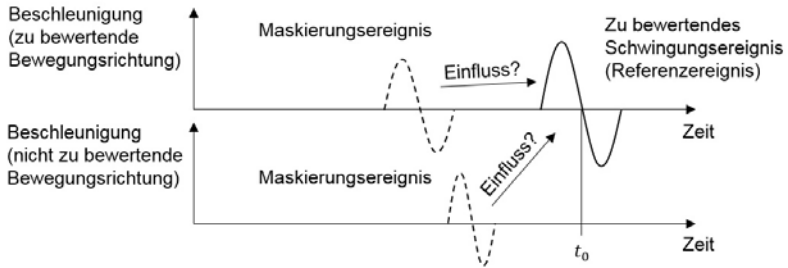 Beschleunigung
(zu bewertende
Bewegungsrichtung)
Maskierungsereignis
Einfluss?
Zu bewertendes
Schwingungsereignis
(Referenzereignis)
Zeit
Beschleunigung
(nicht zu bewertende
Bewegungsrichtung)
Maskierungsereignis
Einfluss?
Zeit
t₀